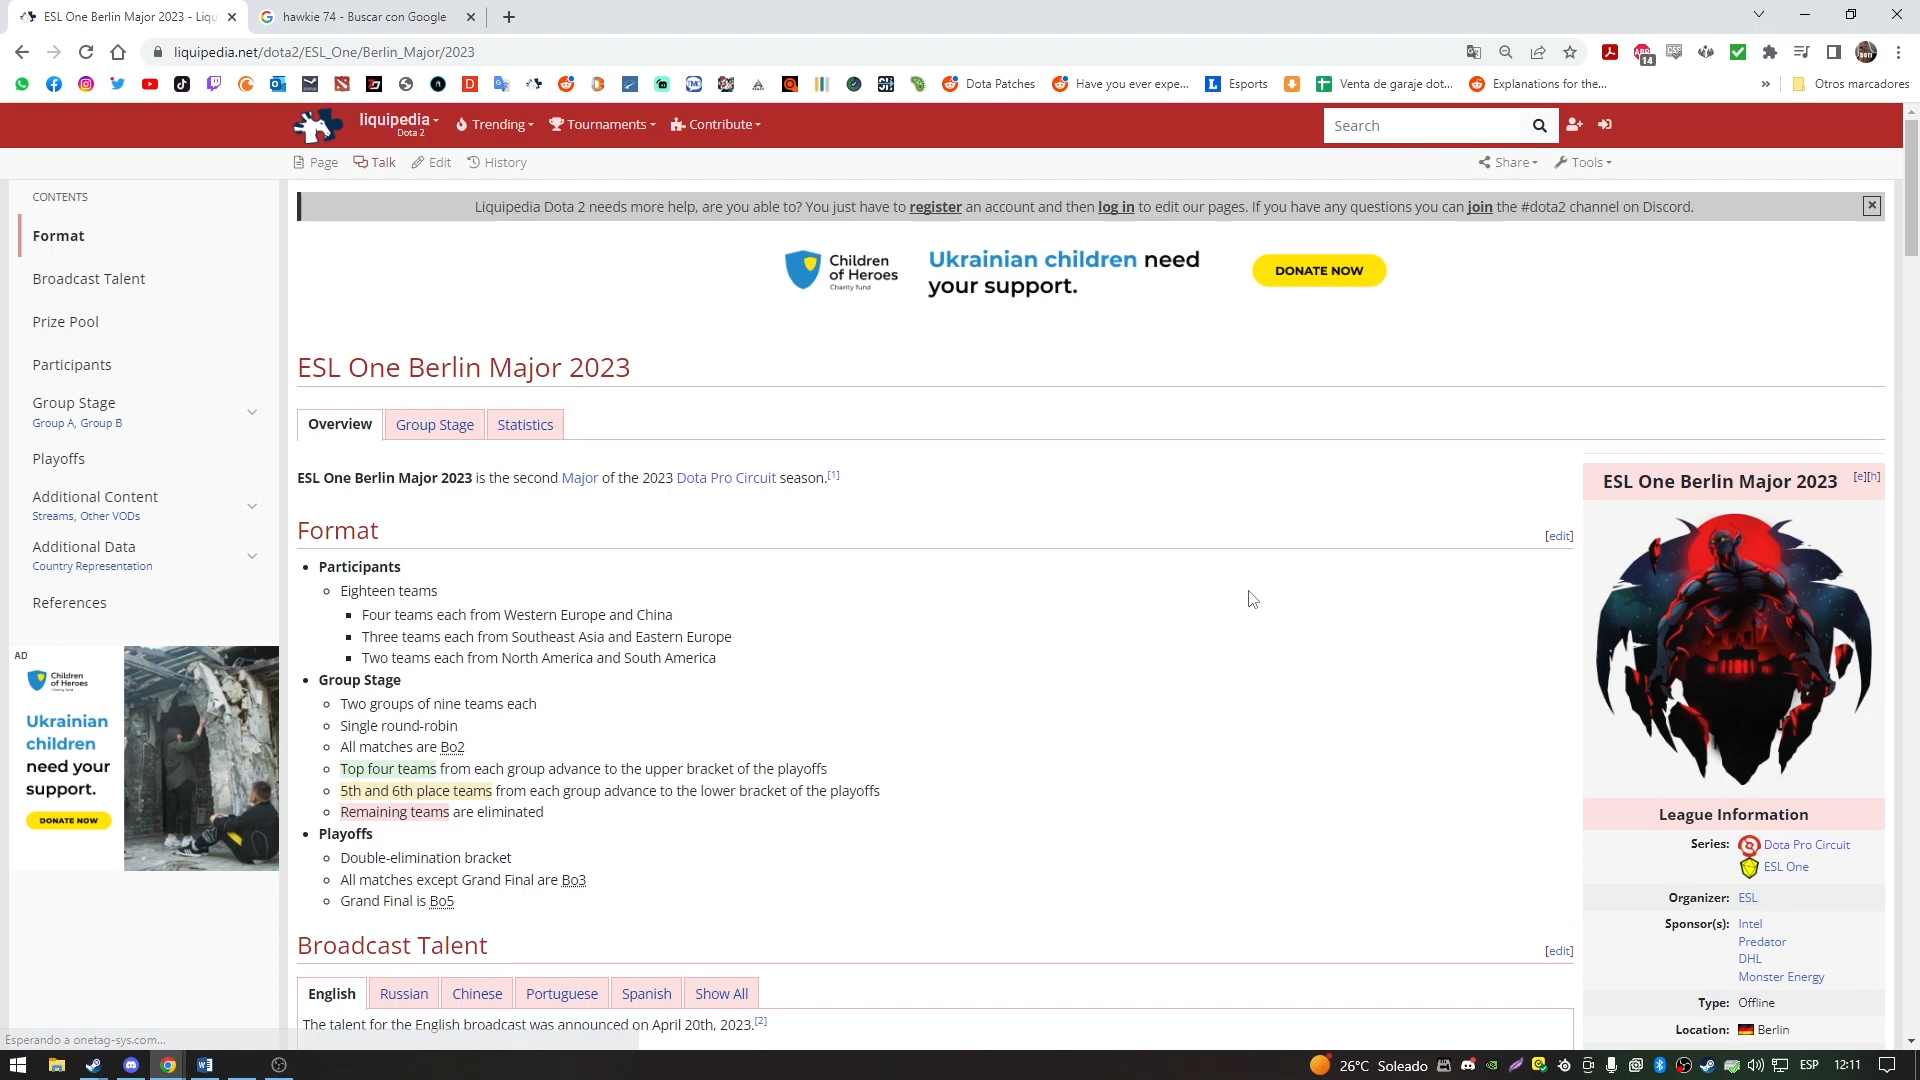 ESL One Berlin Major 2023 - Liqu
hawkie 74 - Buscar con Google
liquipedia.net/dota2/ESL_One/Berlin_Major/2023
14
Dota Patches
Have you ever expe...
Esports
Venta de garaje dot...
Explanations for the...
»
Otros marcadores
liquipedia
Dota 2
Trending
Tournaments
Contribute
Search
Page
Talk
Edit
History
Share
Tools
CONTENTS
Format
Broadcast Talent
Prize Pool
Participants
Group Stage
Group A, Group B
Playoffs
Additional Content
Streams, Other VODs
Additional Data
Country Representation
References
AD
Children
of Heroes
Ukrainian
children
need your
support.
DONATE NOW
Liquipedia Dota 2 needs more help, are you able to? You just have to register an account and then log in to edit our pages. If you have any questions you can join the #dota2 channel on Discord.
Children
of Heroes
Charity fund
Ukrainian children need
your support.
DONATE NOW
ESL One Berlin Major 2023
Overview
Group Stage
Statistics
ESL One Berlin Major 2023 is the second Major of the 2023 Dota Pro Circuit season.[1]
Format
[edit]
Participants
Eighteen teams
Four teams each from Western Europe and China
Three teams each from Southeast Asia and Eastern Europe
Two teams each from North America and South America
Group Stage
Two groups of nine teams each
Single round-robin
All matches are Bo2
Top four teams from each group advance to the upper bracket of the playoffs
5th and 6th place teams from each group advance to the lower bracket of the playoffs
Remaining teams are eliminated
Playoffs
Double-elimination bracket
All matches except Grand Final are Bo3
Grand Final is Bo5
Broadcast Talent
[edit]
English
Russian
Chinese
Portuguese
Spanish
Show All
The talent for the English broadcast was announced on April 20th, 2023.[2]
ESL One Berlin Major 2023
[e][h]
League Information
Series: Dota Pro Circuit
ESL One
Organizer: ESL
Sponsor(s): Intel
Predator
DHL
Monster Energy
Type: Offline
Location: Berlin
Esperando a onetag-sys.com...
26°C Soleado
ESP
12:11